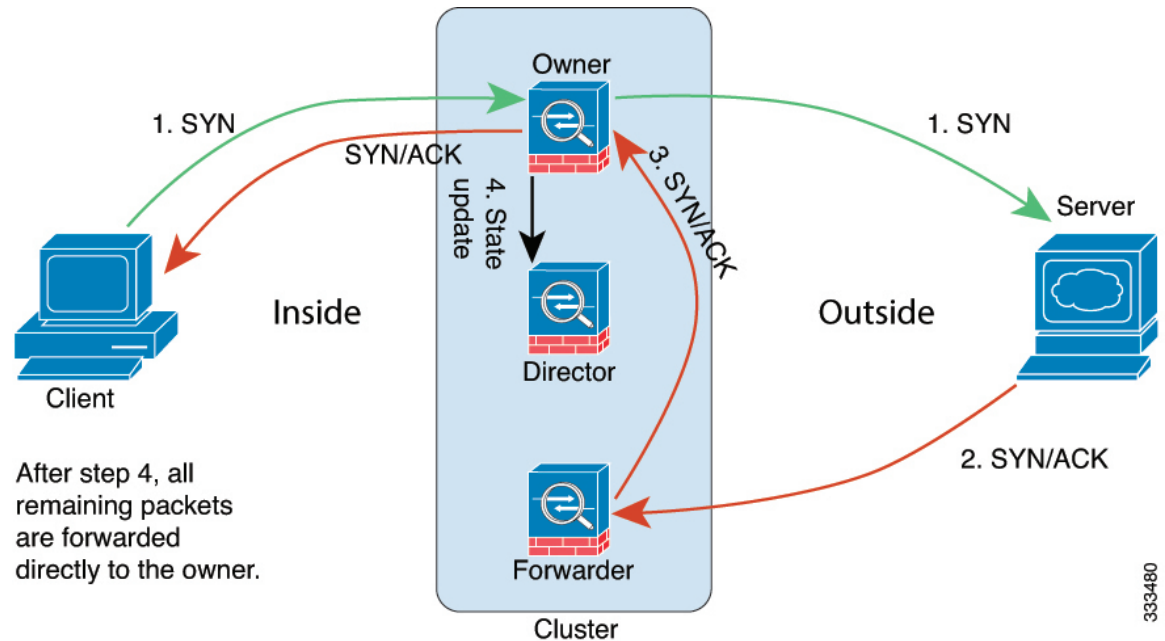 Owner
1. SYN
1. SYN
SYN/ACK
3. SYN/ACK
4. State
update
Server
Inside
Outside
Director
Client
2. SYN/ACK
After step 4, all
remaining packets
are forwarded
directly to the owner.
Forwarder
Cluster
333480